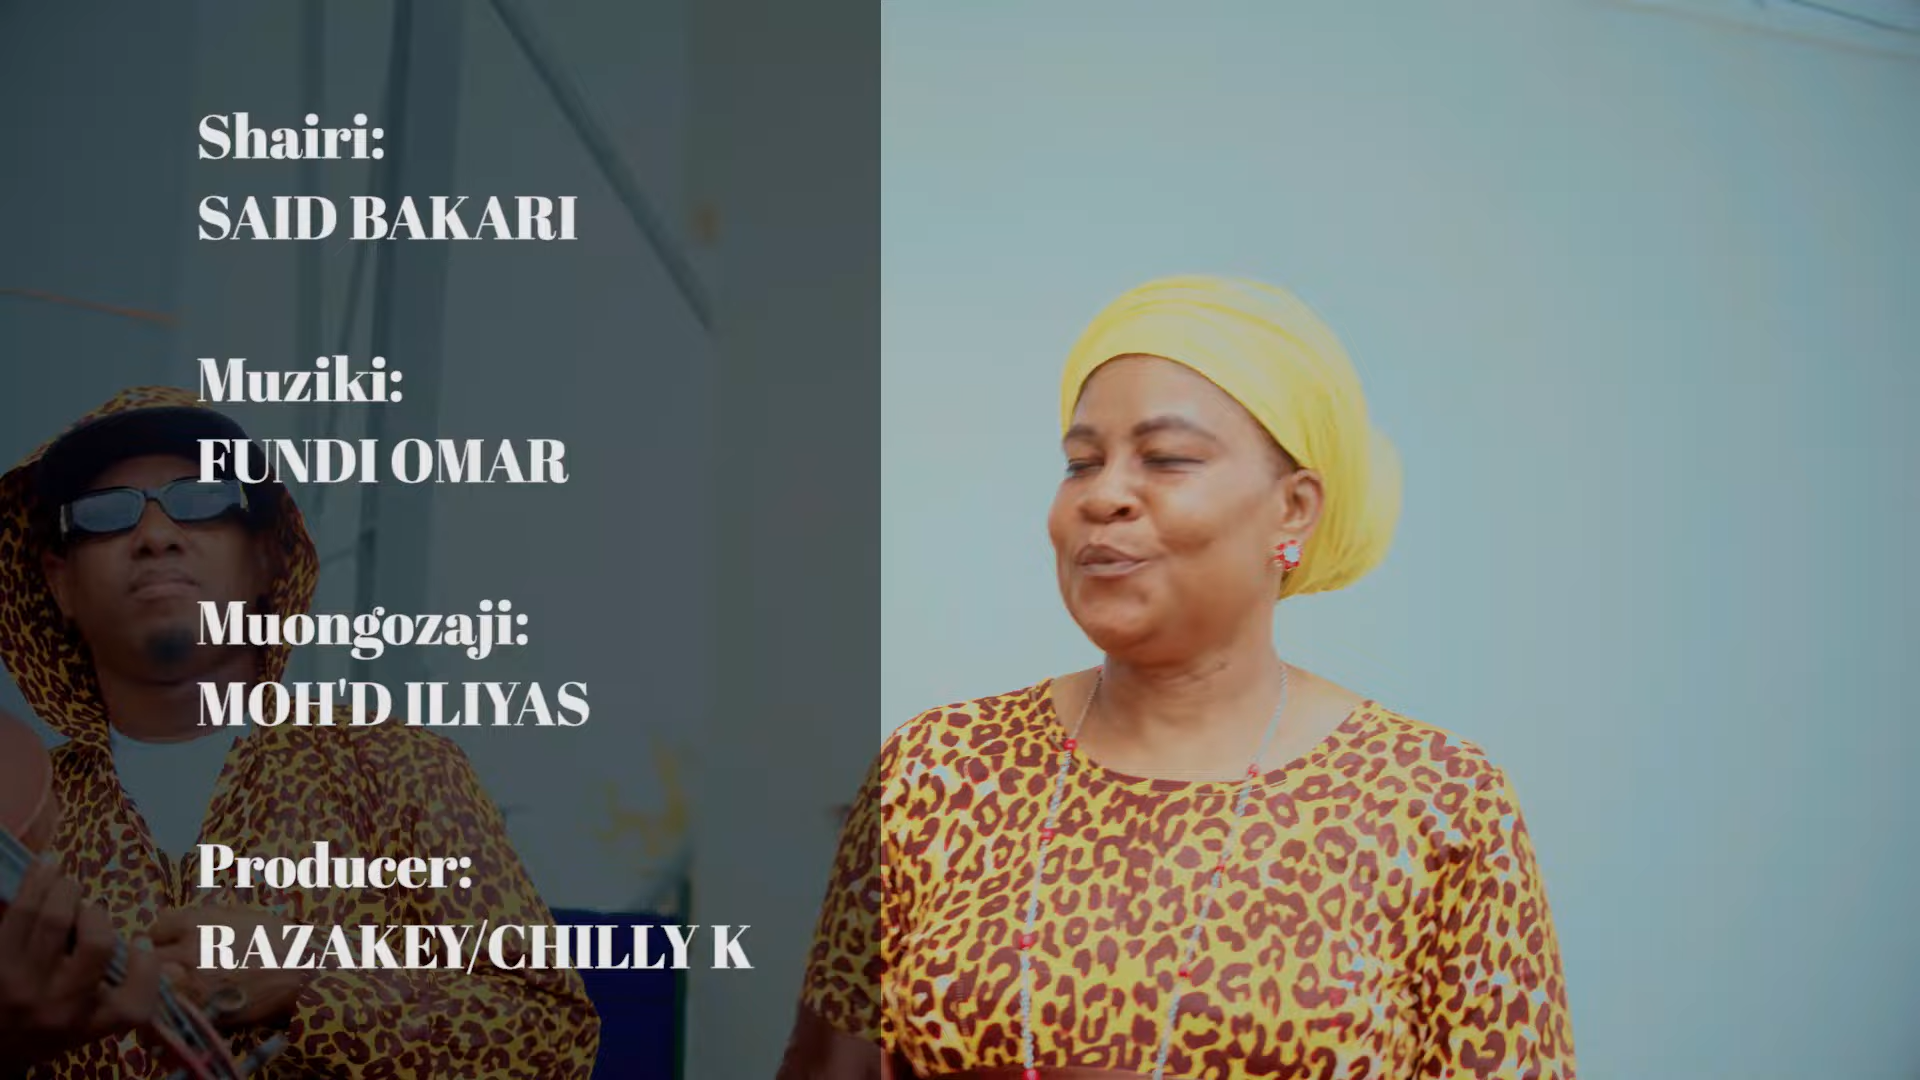 Shairi:
SAID BAKARI
Muziki:
FUNDI OMAR
Muongozaji:
MOH'D ILIYAS
Producer:
RAZAKEY/CHILLY K